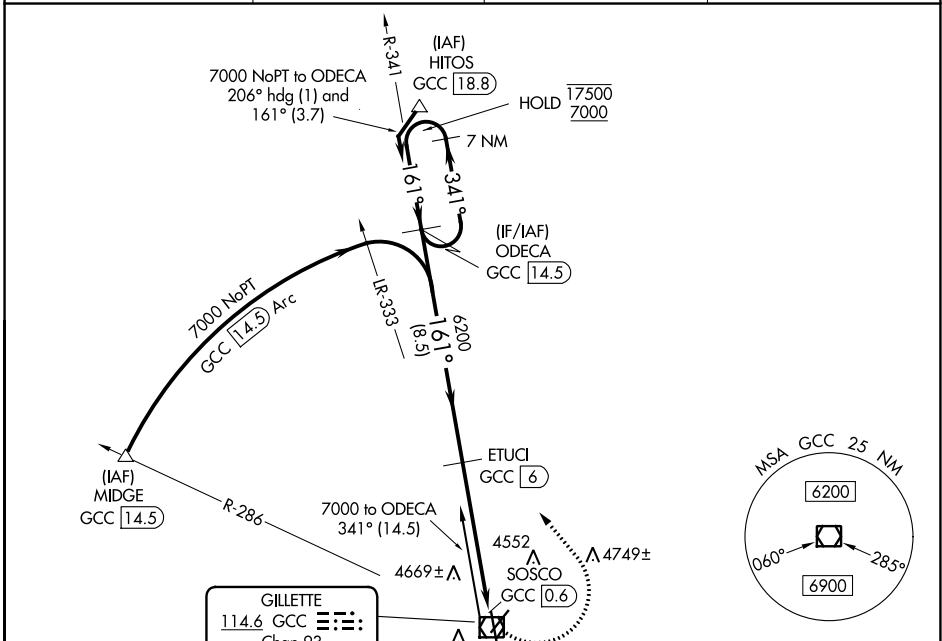 R-341
(IAF)
HITOS
GCC 18.8
7000 NoPT to ODECA
206° hdg (1) and
161° (3.7)
HOLD 17500
7000
7 NM
161°
341°
(IF/IAF)
ODECA
GCC 14.5
7000 NoPT
GCC 14.5 Arc
LR-333
6200
161°
(8.5)
(IAF)
MIDGE
GCC 14.5
R-286
ETUCI
GCC 6
7000 to ODECA
341° (14.5)
4669±
4552
4749±
SOSCO
GCC 0.6
GILLETTE
114.6 GCC
Chan 93
MSA GCC 25 NM
6200
060°
285°
6900